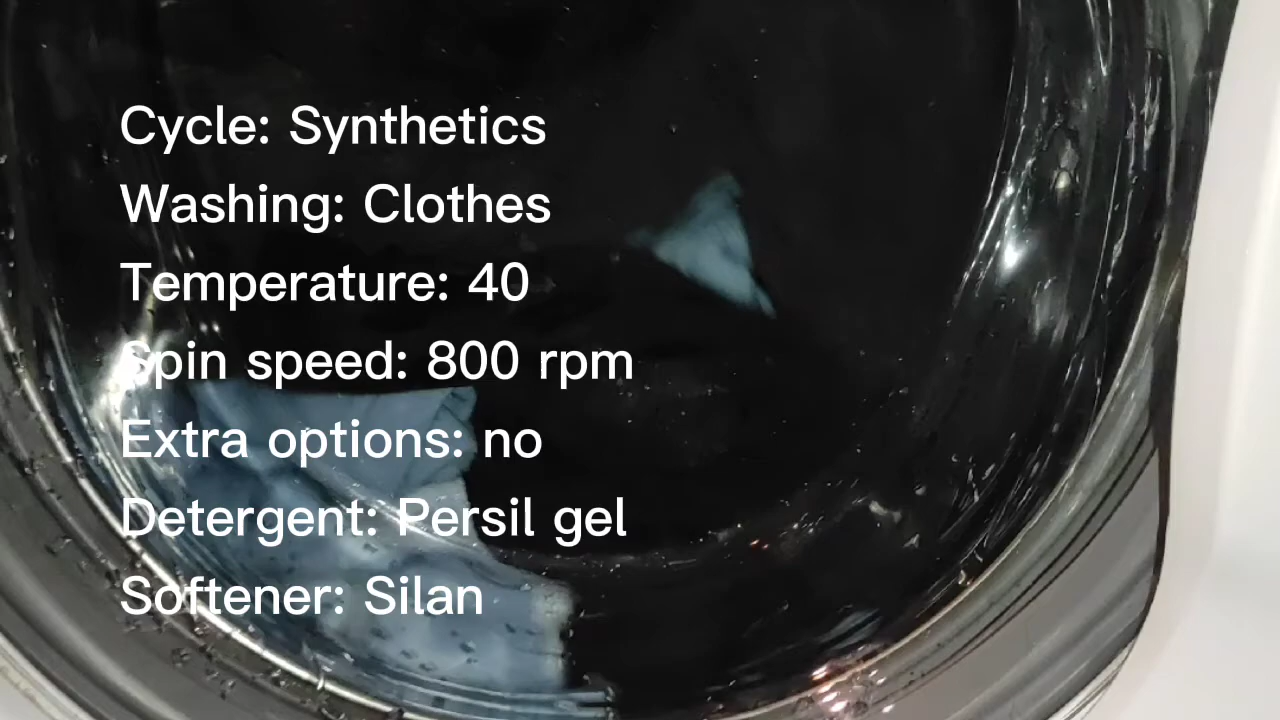 Cycle: Synthetics
Washing: Clothes
Temperature: 40
Spin speed: 800 rpm
Extra options: no
Detergent: Persil gel
Softener: Silan